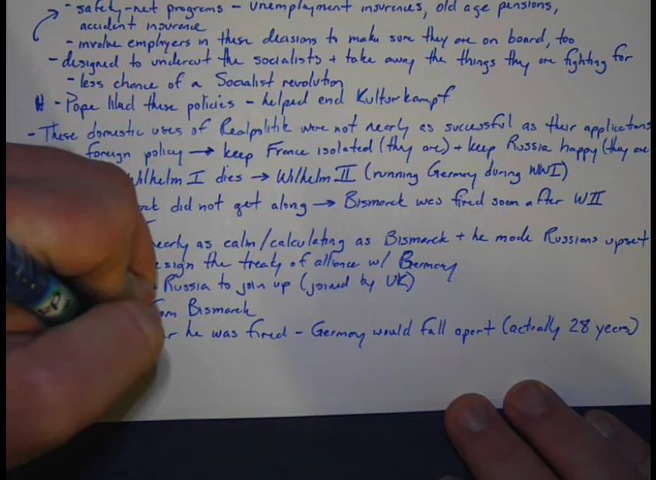 - safety-net programs - unemployment insurances, old age pensions,
accident insurance
- involve employers in these decisions to make sure they are on board, too
- designed to undercut the socialists + take away the things they are fighting for
- less chance of a Socialist revolution
- Pope liked these policies - helped end Kulturkampf
- These domestic uses of Realpolitik were not nearly as successful as their applications
foreign policy → keep France isolated (they are) + keep Russia happy (they are
Wilhelm I dies → Wilhelm II (running Germany during WWI)
did not get along → Bismarck was fired soon after WII
nearly as calm/calculating as Bismarck + he made Russians upset
the treaty of alliance w/ Germany
Russia to join up (joined by UK)
Bismarck
he was fired - Germany would fall apart (actually 28 years)